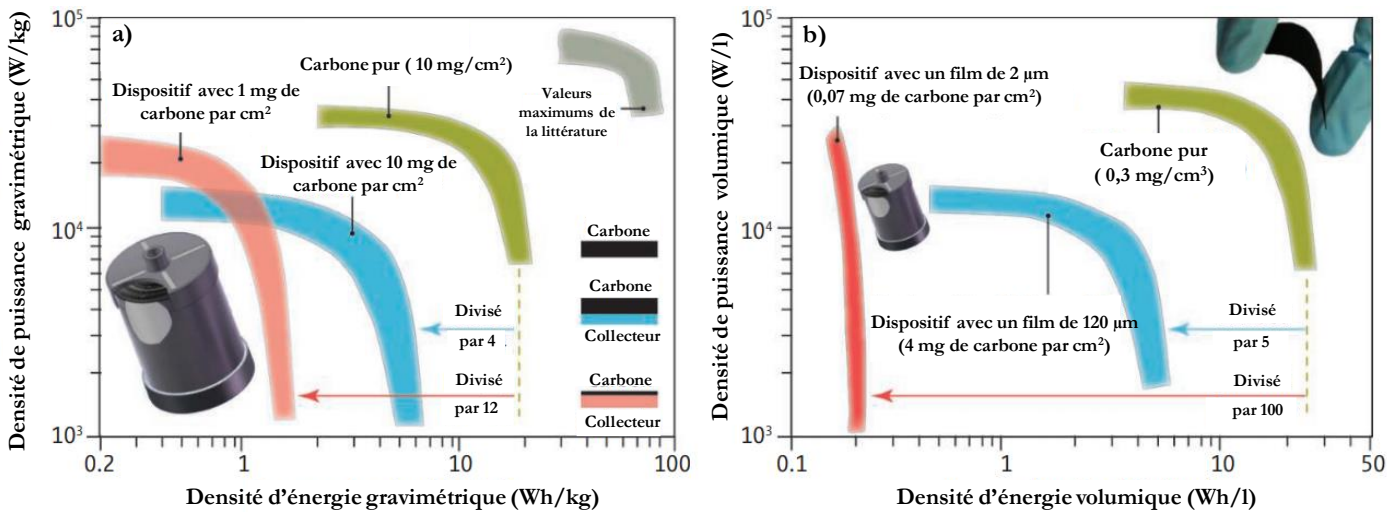 Densité de puissance gravimétrique (W/kg)
10⁵
10⁴
10³
a)
Carbone pur ( 10 mg/cm²)
Dispositif avec 1 mg de
carbone par cm²
Valeurs
maximums de
la littérature
Dispositif avec 10 mg de
carbone par cm²
Carbone
Carbone
Collecteur
Carbone
Collecteur
Divisé
par 4
Divisé
par 12
0.2
1
10
100
Densité d’énergie gravimétrique (Wh/kg)
Densité de puissance volumique (W/l)
10⁵
10⁴
10³
b)
Dispositif avec un film de 2 µm
(0,07 mg de carbone par cm²)
Carbone pur
( 0,3 mg/cm³)
Dispositif avec un film de 120 µm
(4 mg de carbone par cm²)
Divisé
par 5
Divisé
par 100
0.1
1
10
50
Densité d’énergie volumique (Wh/l)